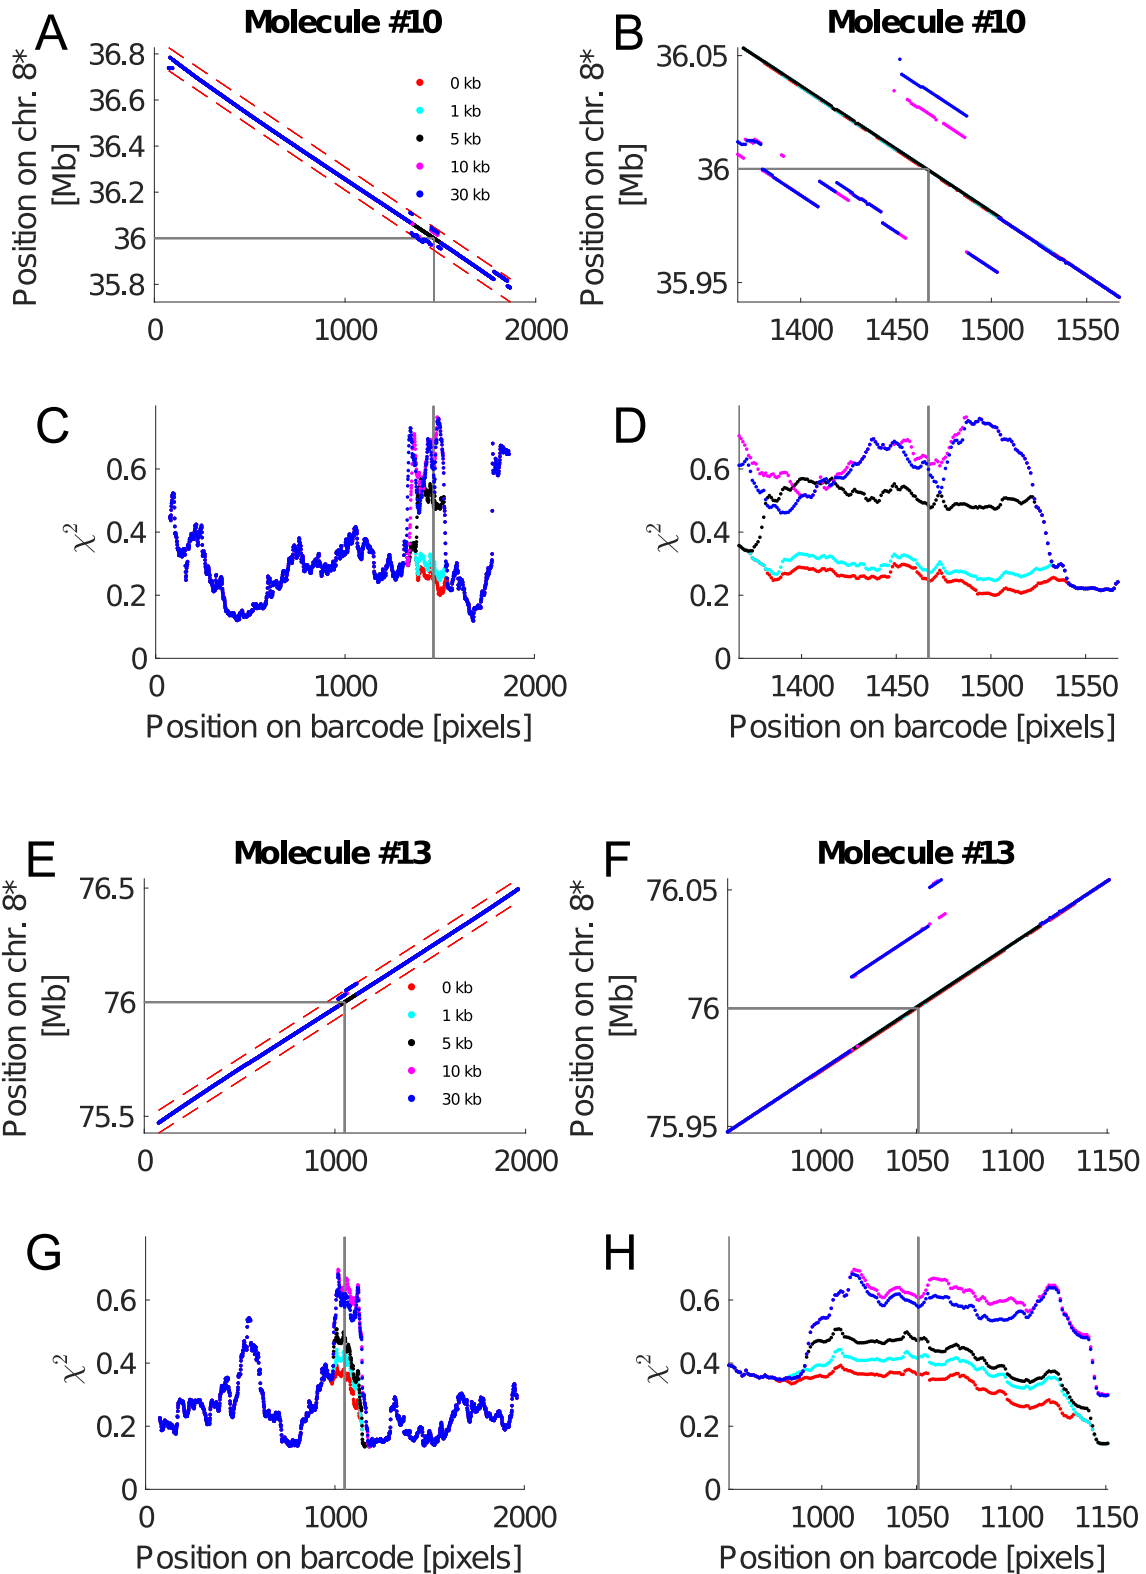 A
Molecule #10
Position on chr. 8*
[Mb]
36.8
36.6
36.4
36.2
36
35.8
0
1000
2000
0 kb
1 kb
5 kb
10 kb
30 kb
B
Molecule #10
Position on chr. 8*
[Mb]
36.05
36
35.95
1400
1450
1500
1550
C
χ²
0.6
0.4
0.2
0
0
1000
2000
Position on barcode [pixels]
D
χ²
0.6
0.4
0.2
0
1400
1450
1500
1550
Position on barcode [pixels]
E
Molecule #13
Position on chr. 8*
[Mb]
76.5
76
75.5
0
1000
2000
0 kb
1 kb
5 kb
10 kb
30 kb
F
Molecule #13
Position on chr. 8*
[Mb]
76.05
76
75.95
1000
1050
1100
1150
G
χ²
0.6
0.4
0.2
0
0
1000
2000
Position on barcode [pixels]
H
χ²
0.6
0.4
0.2
0
1000
1050
1100
1150
Position on barcode [pixels]